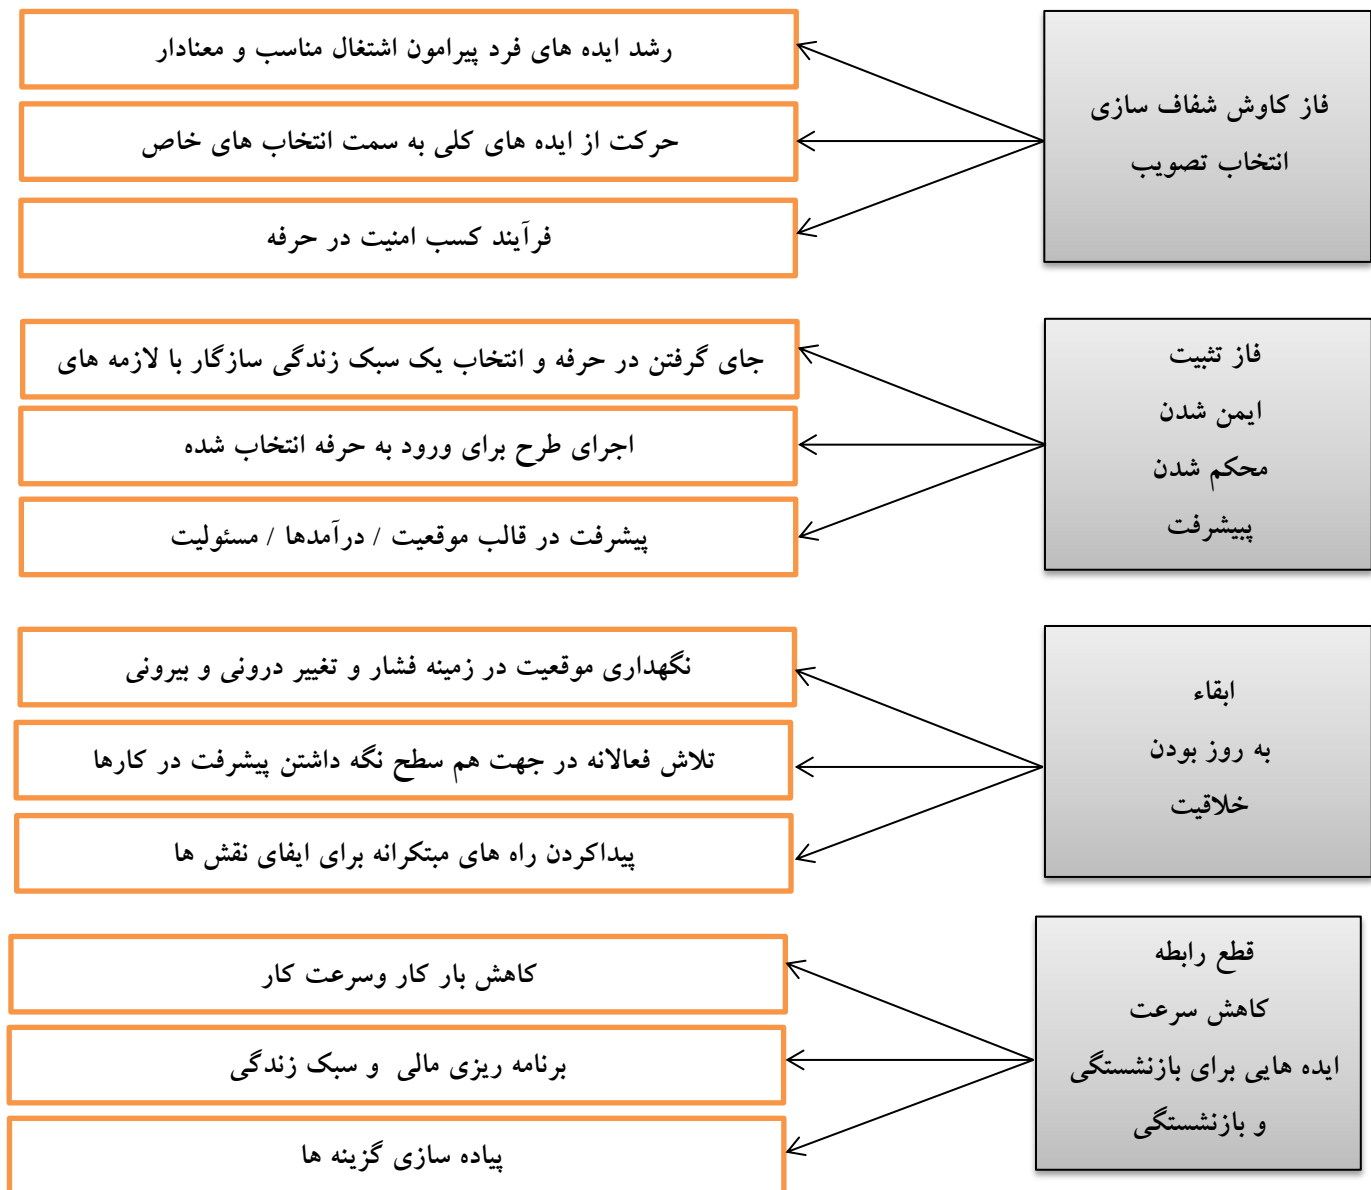 فاز کاوش شفاف سازی
انتخاب تصویب
رشد ایده های فرد پیرامون اشتغال مناسب و معنادار
حرکت از ایده های کلی به سمت انتخاب های خاص
فرآیند کسب امنیت در حرفه
فاز تثبیت
ایمن شدن
محکم شدن
پبیشرفت
جای گرفتن در حرفه و انتخاب یک سبک زندگی سازگار با لازمه های
اجرای طرح برای ورود به حرفه انتخاب شده
پیشرفت در قالب موقعیت / درآمدها / مسئولیت
ابقاء
به روز بودن
خلاقیت
نگهداری موقعیت در زمینه فشار و تغییر درونی و بیرونی
تلاش فعالانه در جهت هم سطح نگه داشتن پیشرفت در کارها
پیداکردن راه های مبتکرانه برای ایفای نقش ها
قطع رابطه
کاهش سرعت
ایده هایی برای بازنشستگی
و بازنشستگی
کاهش بار کار وسرعت کار
برنامه ریزی مالی و سبک زندگی
پیاده سازی گزینه ها